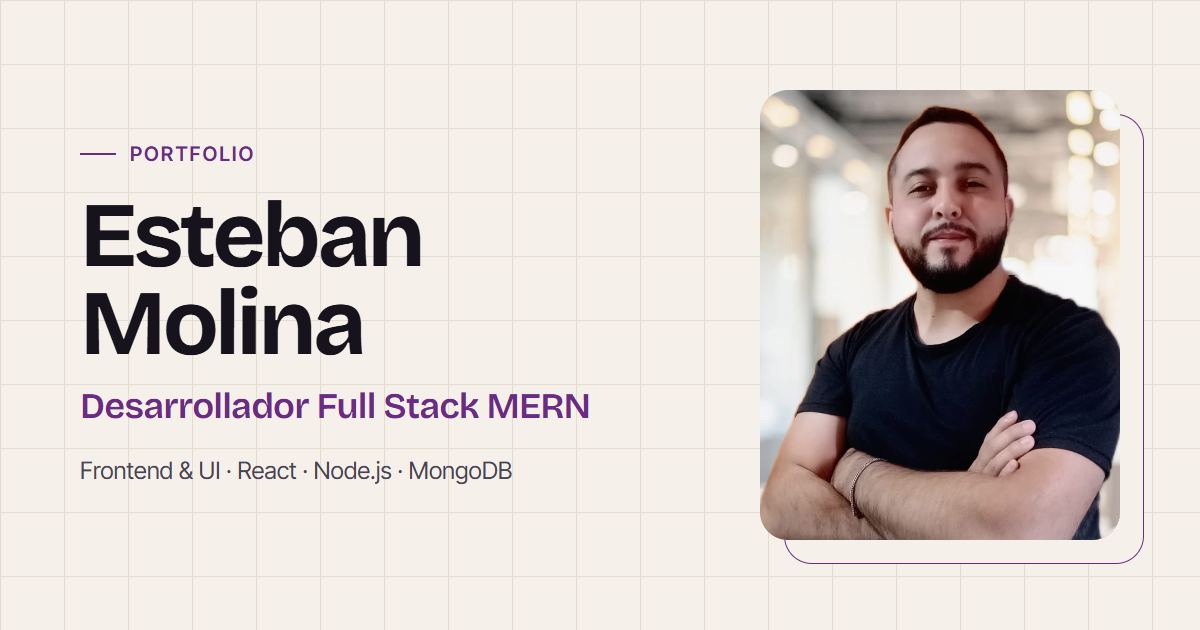 PORTFOLIO
Esteban
Molina
Desarrollador Full Stack MERN
Frontend & UI · React · Node.js · MongoDB